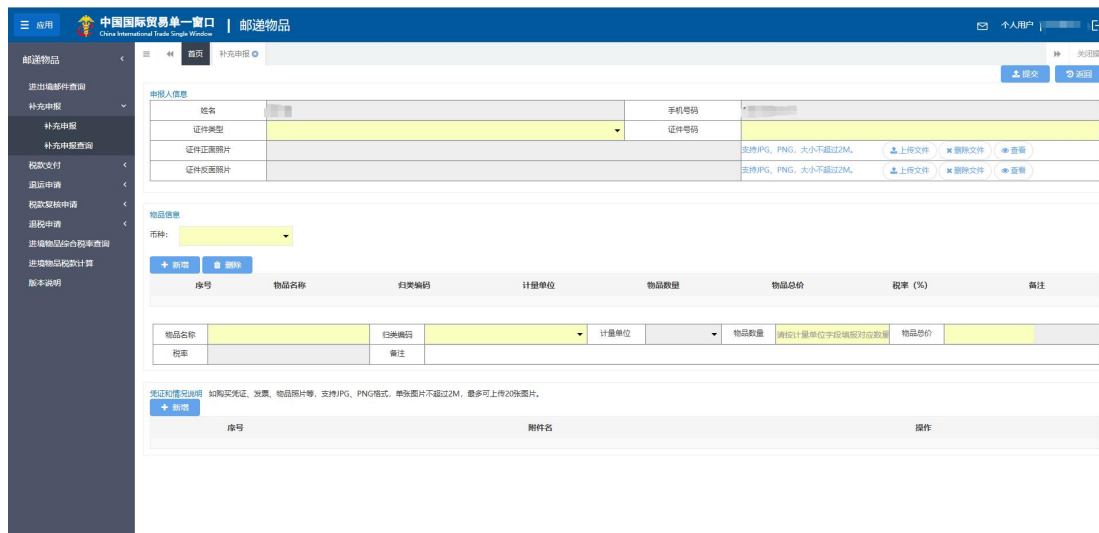 应用 中国国际贸易单一窗口 | 邮递物品 个人用户 |
China International Trade Single Window
邮递物品
首页 补充申报
提交 返回
进出境邮件查询
补充申报
补充申报
补充申报查询
税款支付
退运申请
税款复核申请
退税申请
进境物品综合税率查询
进境物品税款计算
版本说明
申报人信息
姓名 手机号码
证件类型 证件号码
证件正面照片 支持JPG、PNG，大小不超过2M。 上传文件 删除文件 查看
证件反面照片 支持JPG、PNG，大小不超过2M。 上传文件 删除文件 查看
物品信息
币种：
新增 删除
序号 物品名称 归类编码 计量单位 物品数量 物品总价 税率（%） 备注
物品名称 归类编码 计量单位 物品数量 请按计量单位字段填报对应数量 物品总价
税率 备注
凭证和情况说明 如购买凭证、发票、物品照片等，支持JPG、PNG格式，单张图片不超过2M，最多可上传20张图片。
新增
序号 附件名 操作